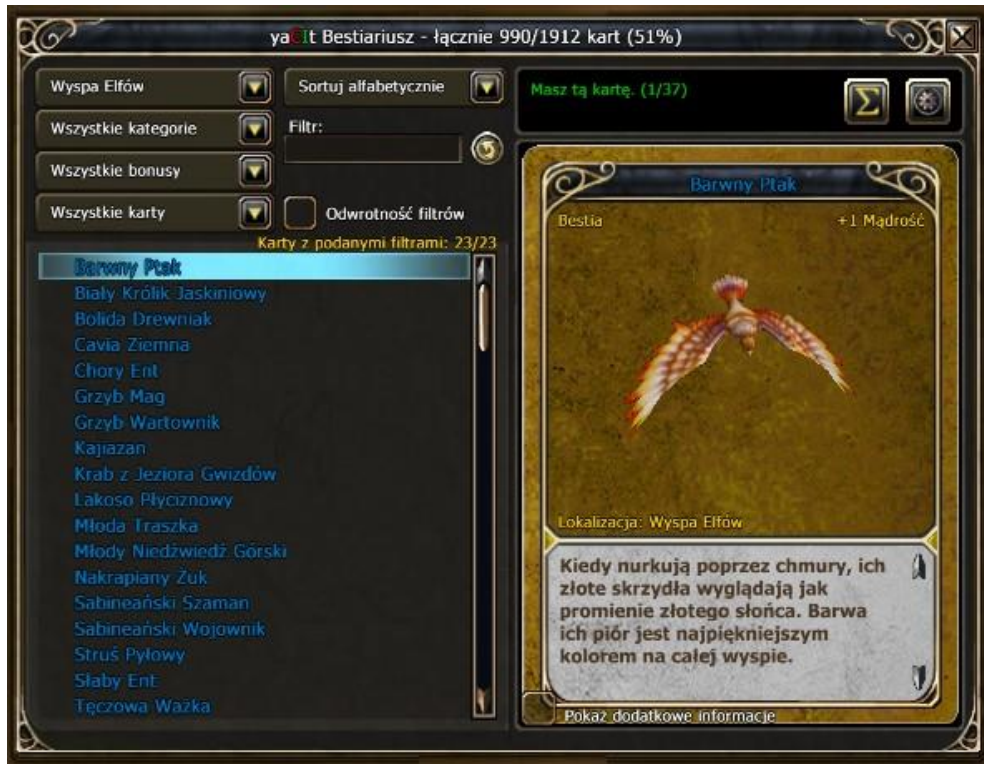 yaCIt Bestiariusz - łącznie 990/1912 kart (51%)
Wyspa Elfów
Sortuj alfabetycznie
Wszystkie kategorie
Filtr:
Wszystkie bonusy
Wszystkie karty
Odwrotność filtrów
Karty z podanymi filtrami: 23/23
Barwny Ptak
Biały Królik Jaskiniowy
Bolida Drewniak
Cavia Ziemna
Chory Ent
Grzyb Mag
Grzyb Wartownik
Kajiazan
Krab z Jeziora Gwizdów
Lakoso Płyciznowy
Młoda Traszka
Młody Niedźwiedź Górski
Nakrapiany Żuk
Sabineański Szaman
Sabineański Wojownik
Struś Pyłowy
Słaby Ent
Tęczowa Ważka
Masz tą kartę. (1/37)
Σ
Barwny Ptak
Bestia
+1 Mądrość
Lokalizacja: Wyspa Elfów
Kiedy nurkują poprzez chmury, ich
złote skrzydła wyglądają jak
promienie złotego słońca. Barwa
ich piór jest najpiękniejszym
kolorem na całej wyspie.
Pokaż dodatkowe informacje